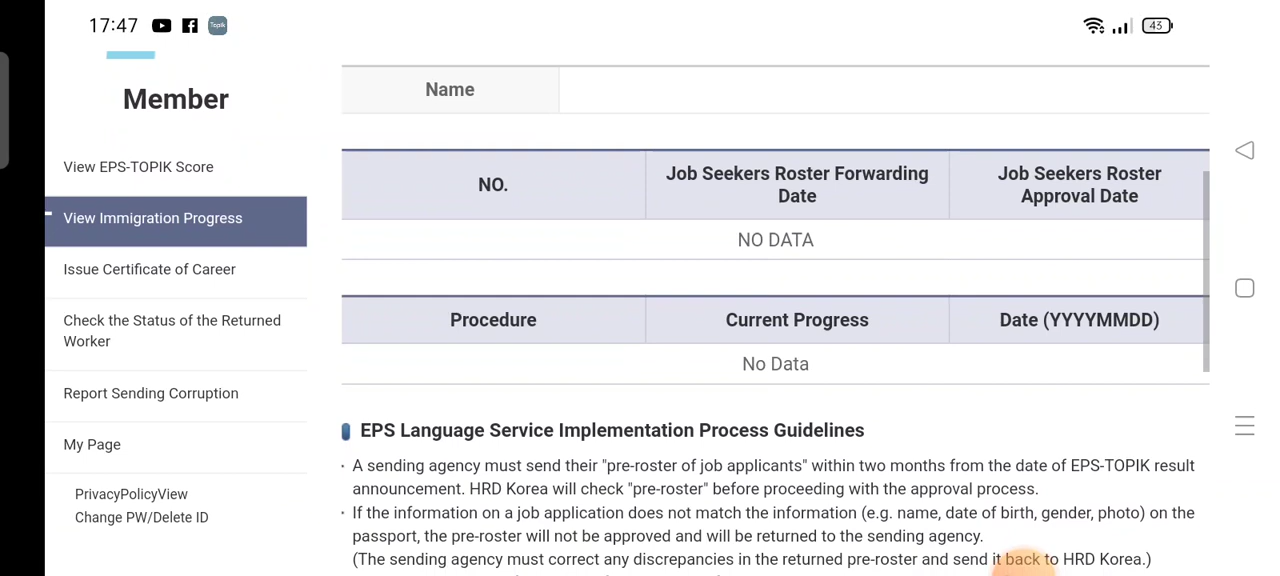 17:47
Topik
43
Member
View EPS-TOPIK Score
View Immigration Progress
Issue Certificate of Career
Check the Status of the Returned
Worker
Report Sending Corruption
My Page
PrivacyPolicyView
Change PW/Delete ID
Name
NO.
Job Seekers Roster Forwarding
Date
Job Seekers Roster
Approval Date
NO DATA
Procedure
Current Progress
Date (YYYYMMDD)
No Data
EPS Language Service Implementation Process Guidelines
· A sending agency must send their "pre-roster of job applicants" within two months from the date of EPS-TOPIK result
announcement. HRD Korea will check "pre-roster" before proceeding with the approval process.
· If the information on a job application does not match the information (e.g. name, date of birth, gender, photo) on the
passport, the pre-roster will not be approved and will be returned to the sending agency.
(The sending agency must correct any discrepancies in the returned pre-roster and send it back to HRD Korea.)